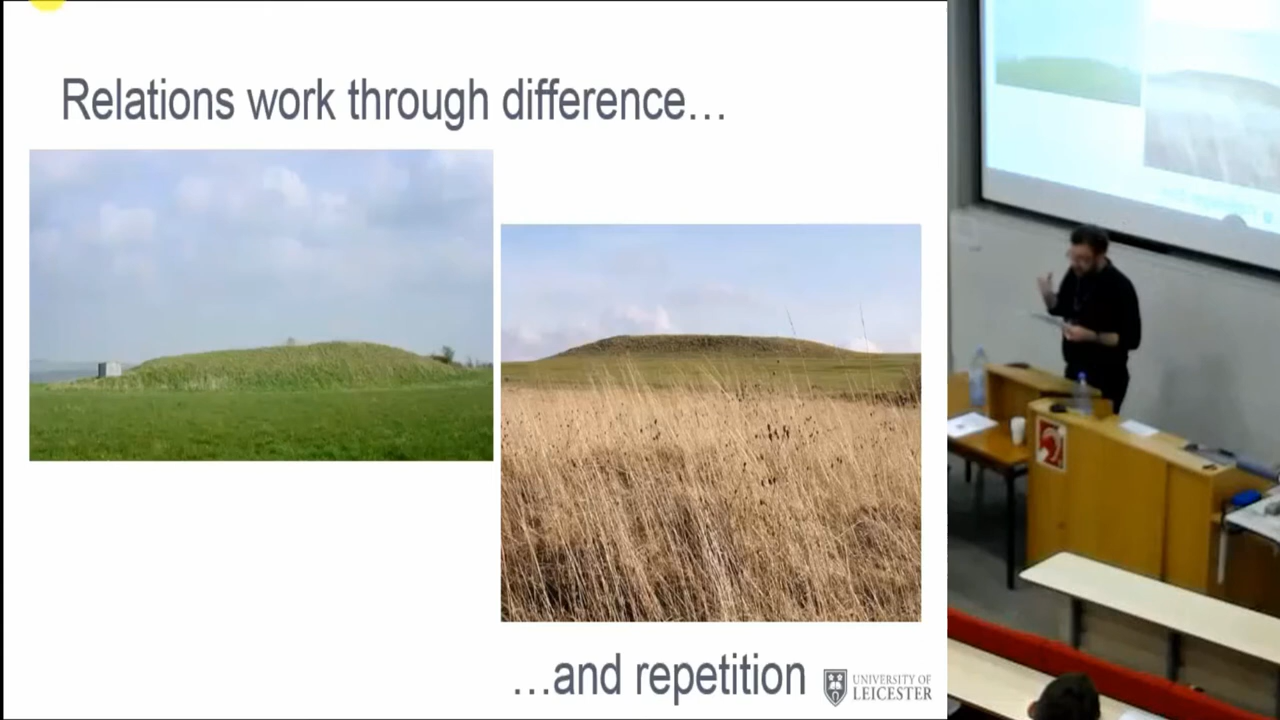 Relations work through difference…
…and repetition
UNIVERSITY OF
LEICESTER